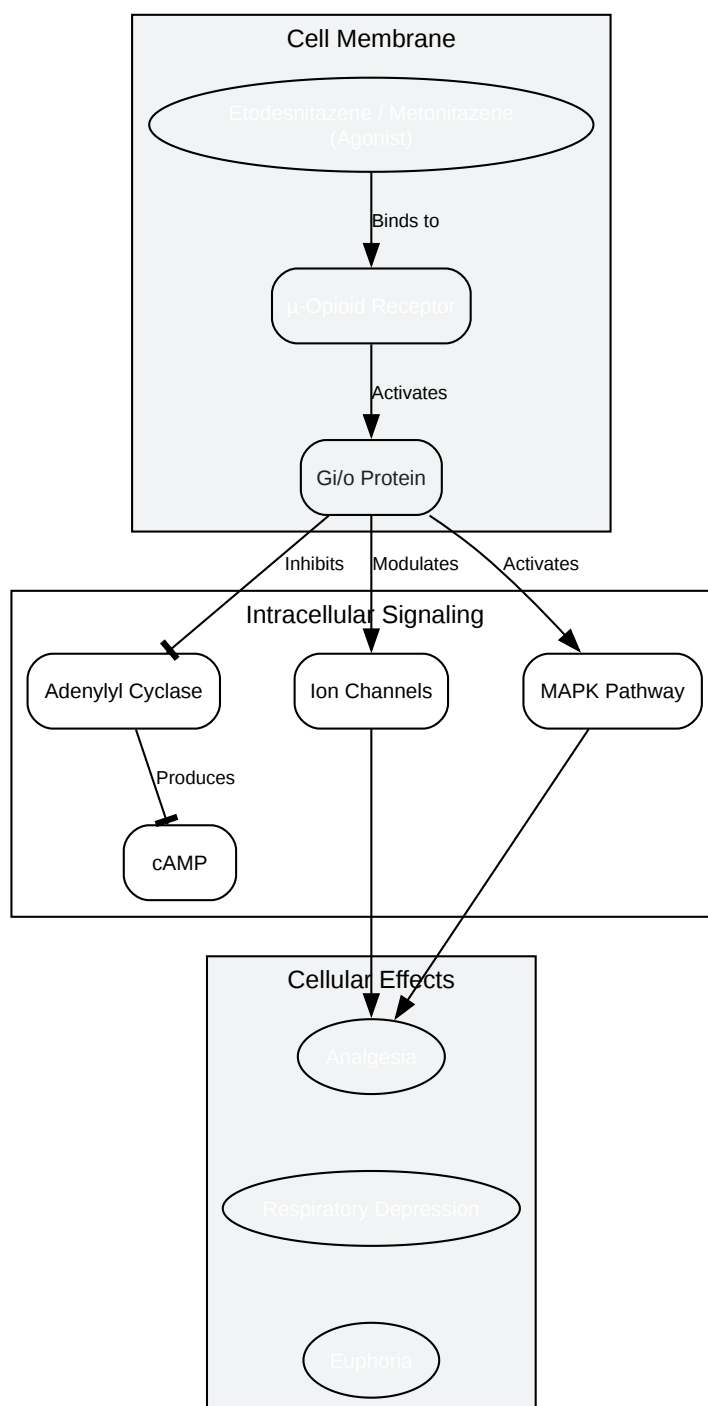 Cell Membrane
Etodesnitazene / Metonitazene
(Agonist)
Binds to
µ-Opioid Receptor
Activates
Gi/o Protein
Inhibits
Modulates
Activates
Intracellular Signaling
Adenylyl Cyclase
Ion Channels
MAPK Pathway
Produces
cAMP
Cellular Effects
Analgesia
Respiratory Depression
Euphoria